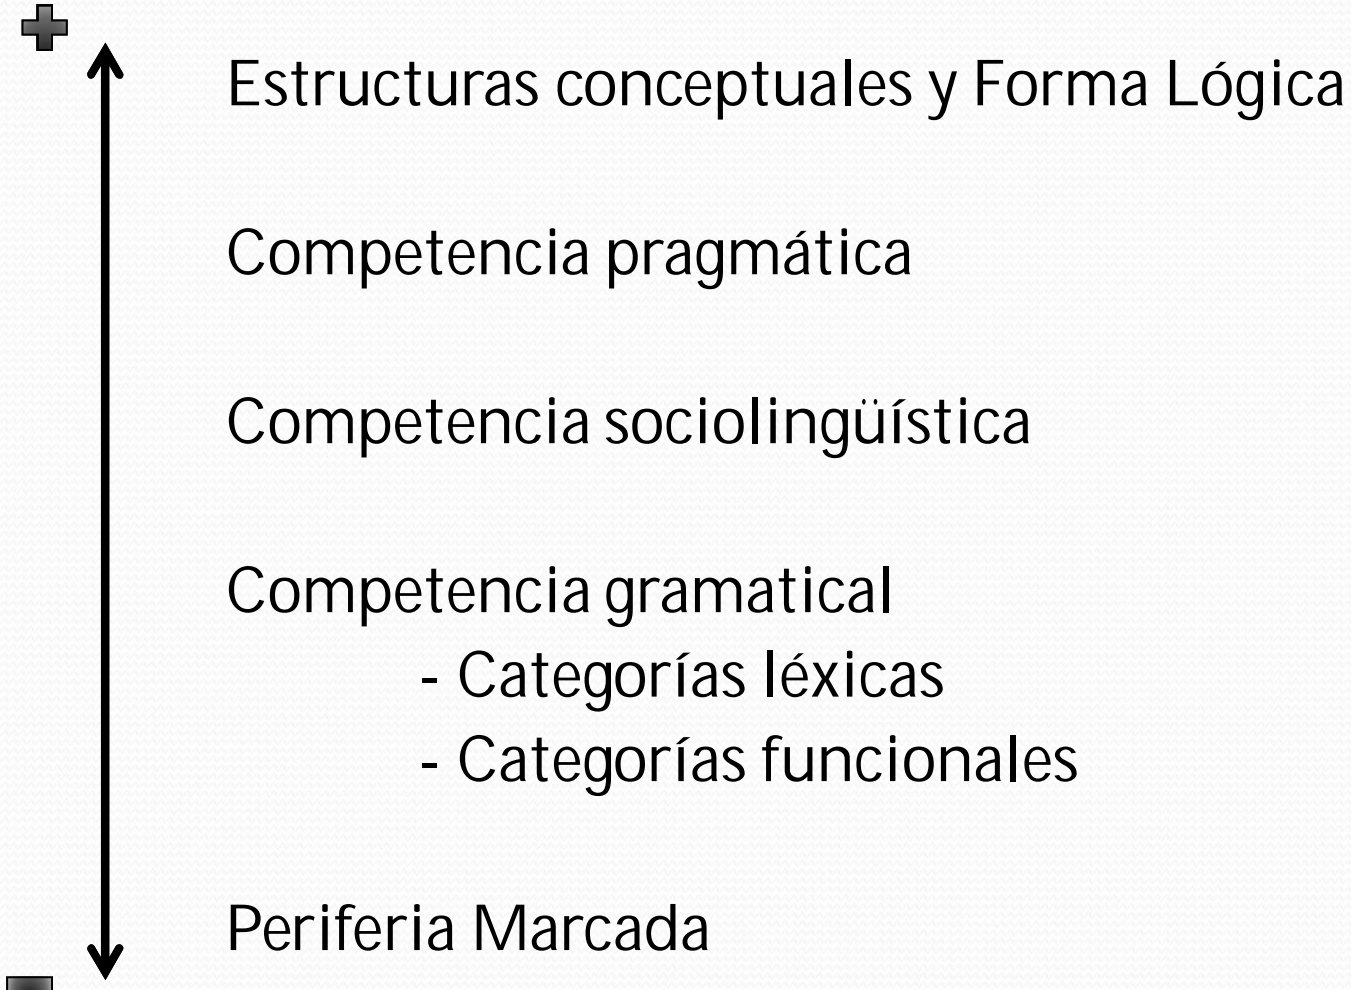 Estructuras conceptuales y Forma Lógica
Competencia pragmática
Competencia sociolingüística
Competencia gramatical
- Categorías léxicas
- Categorías funcionales
Periferia Marcada